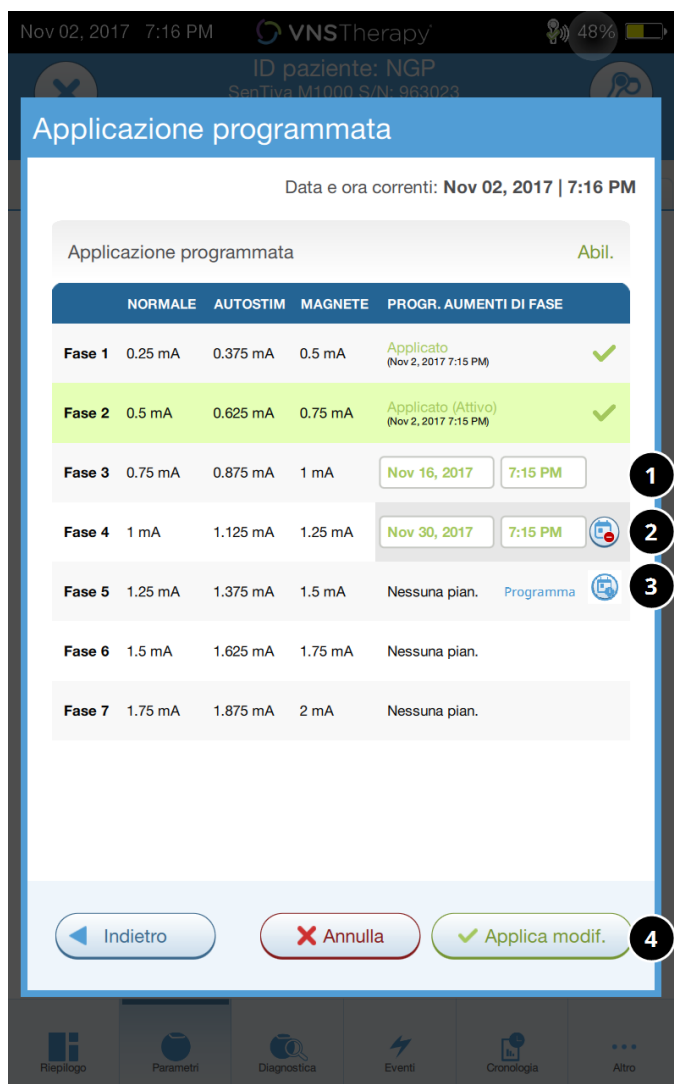 Nov 02, 2017 7:16 PM VNSTherapy 48%
ID paziente: NGP
SenTiva M1000 S/N: 963023
Applicazione programmata
Data e ora correnti: Nov 02, 2017 | 7:16 PM
Applicazione programmata Abil.
NORMALE AUTOSTIM MAGNETE PROGR. AUMENTI DI FASE
Fase 1 0.25 mA 0.375 mA 0.5 mA Applicato
(Nov 2, 2017 7:15 PM)
Fase 2 0.5 mA 0.625 mA 0.75 mA Applicato (Attivo)
(Nov 2, 2017 7:15 PM)
Fase 3 0.75 mA 0.875 mA 1 mA Nov 16, 2017 7:15 PM 1
Fase 4 1 mA 1.125 mA 1.25 mA Nov 30, 2017 7:15 PM 2
Fase 5 1.25 mA 1.375 mA 1.5 mA Nessuna pian. Programma 3
Fase 6 1.5 mA 1.625 mA 1.75 mA Nessuna pian.
Fase 7 1.75 mA 1.875 mA 2 mA Nessuna pian.
Indietro Annulla Applica modif. 4
Riepilogo Parametri Diagnostica Eventi Cronologia Altro